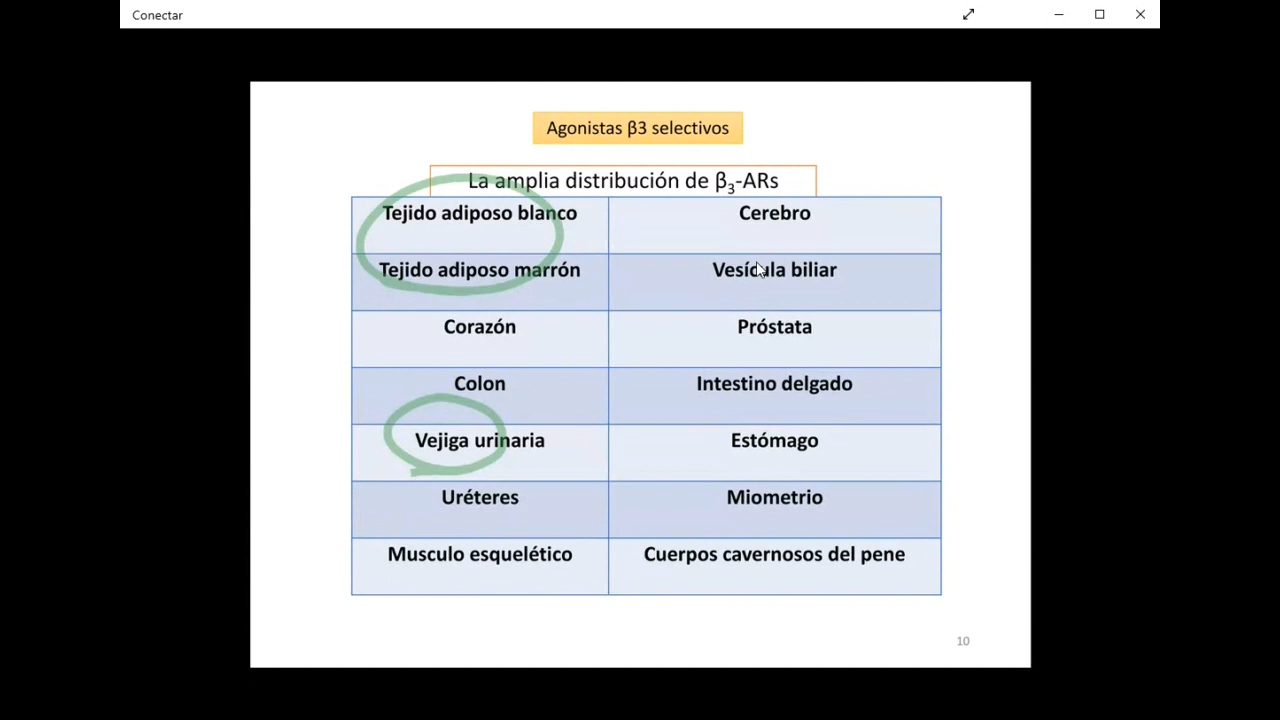 Conectar
Agonistas β3 selectivos
La amplia distribución de β₃-ARs
Tejido adiposo blanco
Cerebro
Tejido adiposo marrón
Vesícula biliar
Corazón
Próstata
Colon
Intestino delgado
Vejiga urinaria
Estómago
Uréteres
Miometrio
Musculo esquelético
Cuerpos cavernosos del pene
10